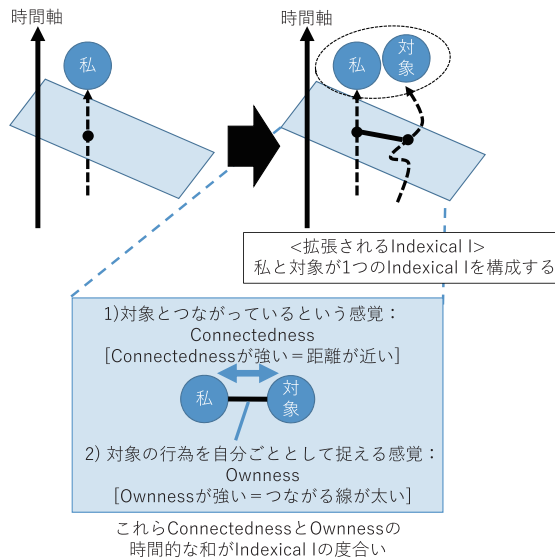 時間軸
私
時間軸
私
対
象
<拡張されるIndexical I>
私と対象が1つのIndexical Iを構成する
1)対象とつながっているという感覚：
Connectedness
[Connectednessが強い＝距離が近い]
私
対
象
2) 対象の行為を自分ごととして捉える感覚：
Ownness
[Ownnessが強い＝つながる線が太い]
これらConnectednessとOwnnessの
時間的な和がIndexical Iの度合い